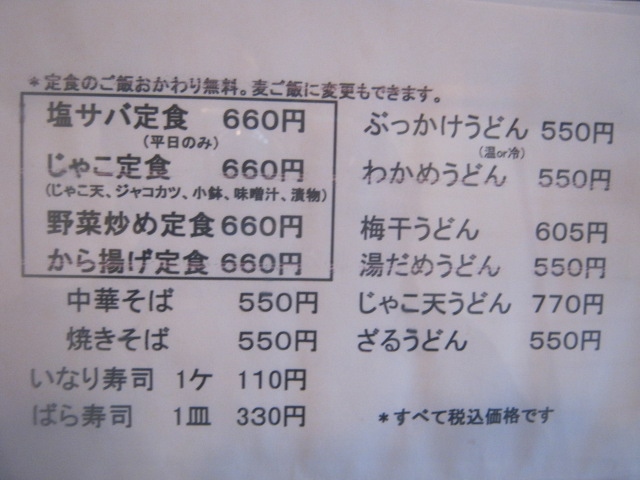 *定食のご飯おかわり無料。麦ご飯に変更もできます。
塩サバ定食 660円
(平日のみ)
じゃこ定食 660円
(じゃこ天、ジャコカツ、小鉢、味噌汁、漬物)
野菜炒め定食 660円
から揚げ定食 660円
中華そば 550円
焼きそば 550円
いなり寿司 1ケ 110円
ばら寿司 1皿 330円
ぶっかけうどん 550円
(温or冷)
わかめうどん 550円
梅干うどん 605円
湯だめうどん 550円
じゃこ天うどん 770円
ざるうどん 550円
*すべて税込価格です